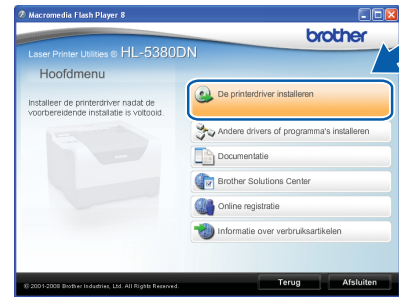 Macromedia Flash Player 8
brother
Laser Printer Utilities ® HL-5380DN
Hoofdmenu
Installeer de printerdriver nadat de
voorbereidende installatie is voltooid.
De printerdriver installeren
Andere drivers of programma's installeren
Documentatie
Brother Solutions Center
Online registratie
Informatie over verbruiksartikelen
© 2001-2008 Brother Industries, Ltd. All Rights Reserved.
Terug
Afsluiten